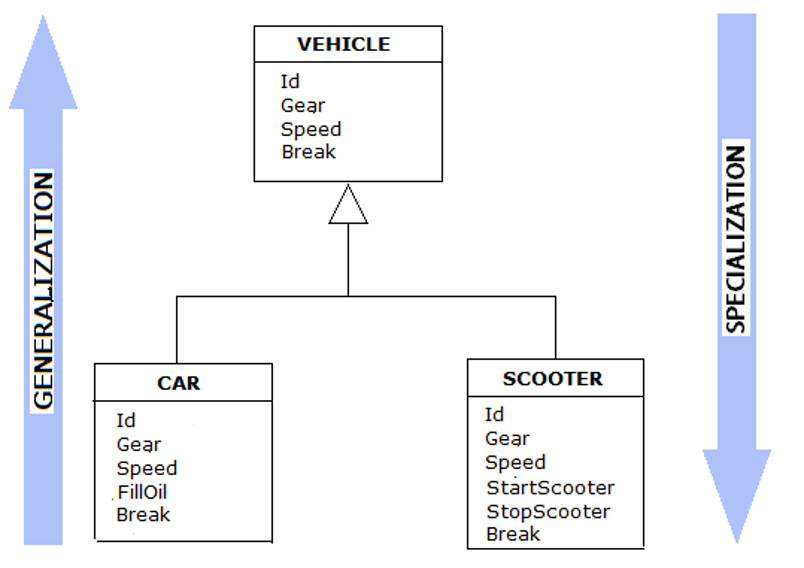 VEHICLE
Id
Gear
Speed
Break
GENERALIZATION
SPECIALIZATION
CAR
Id
Gear
Speed
FillOil
Break
SCOOTER
Id
Gear
Speed
StartScooter
StopScooter
Break